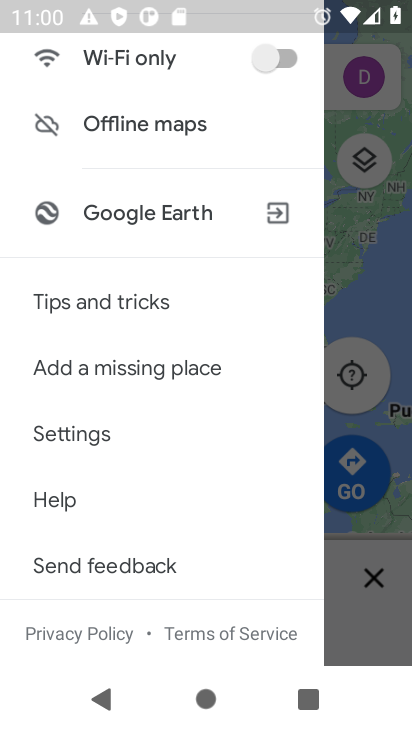 11:00
Wi-Fi only
D
Offline maps
NY
NH
Google Earth
DE
Tips and tricks
Add a missing place
Settings
Pu
GO
Help
Send feedback
Privacy Policy • Terms of Service